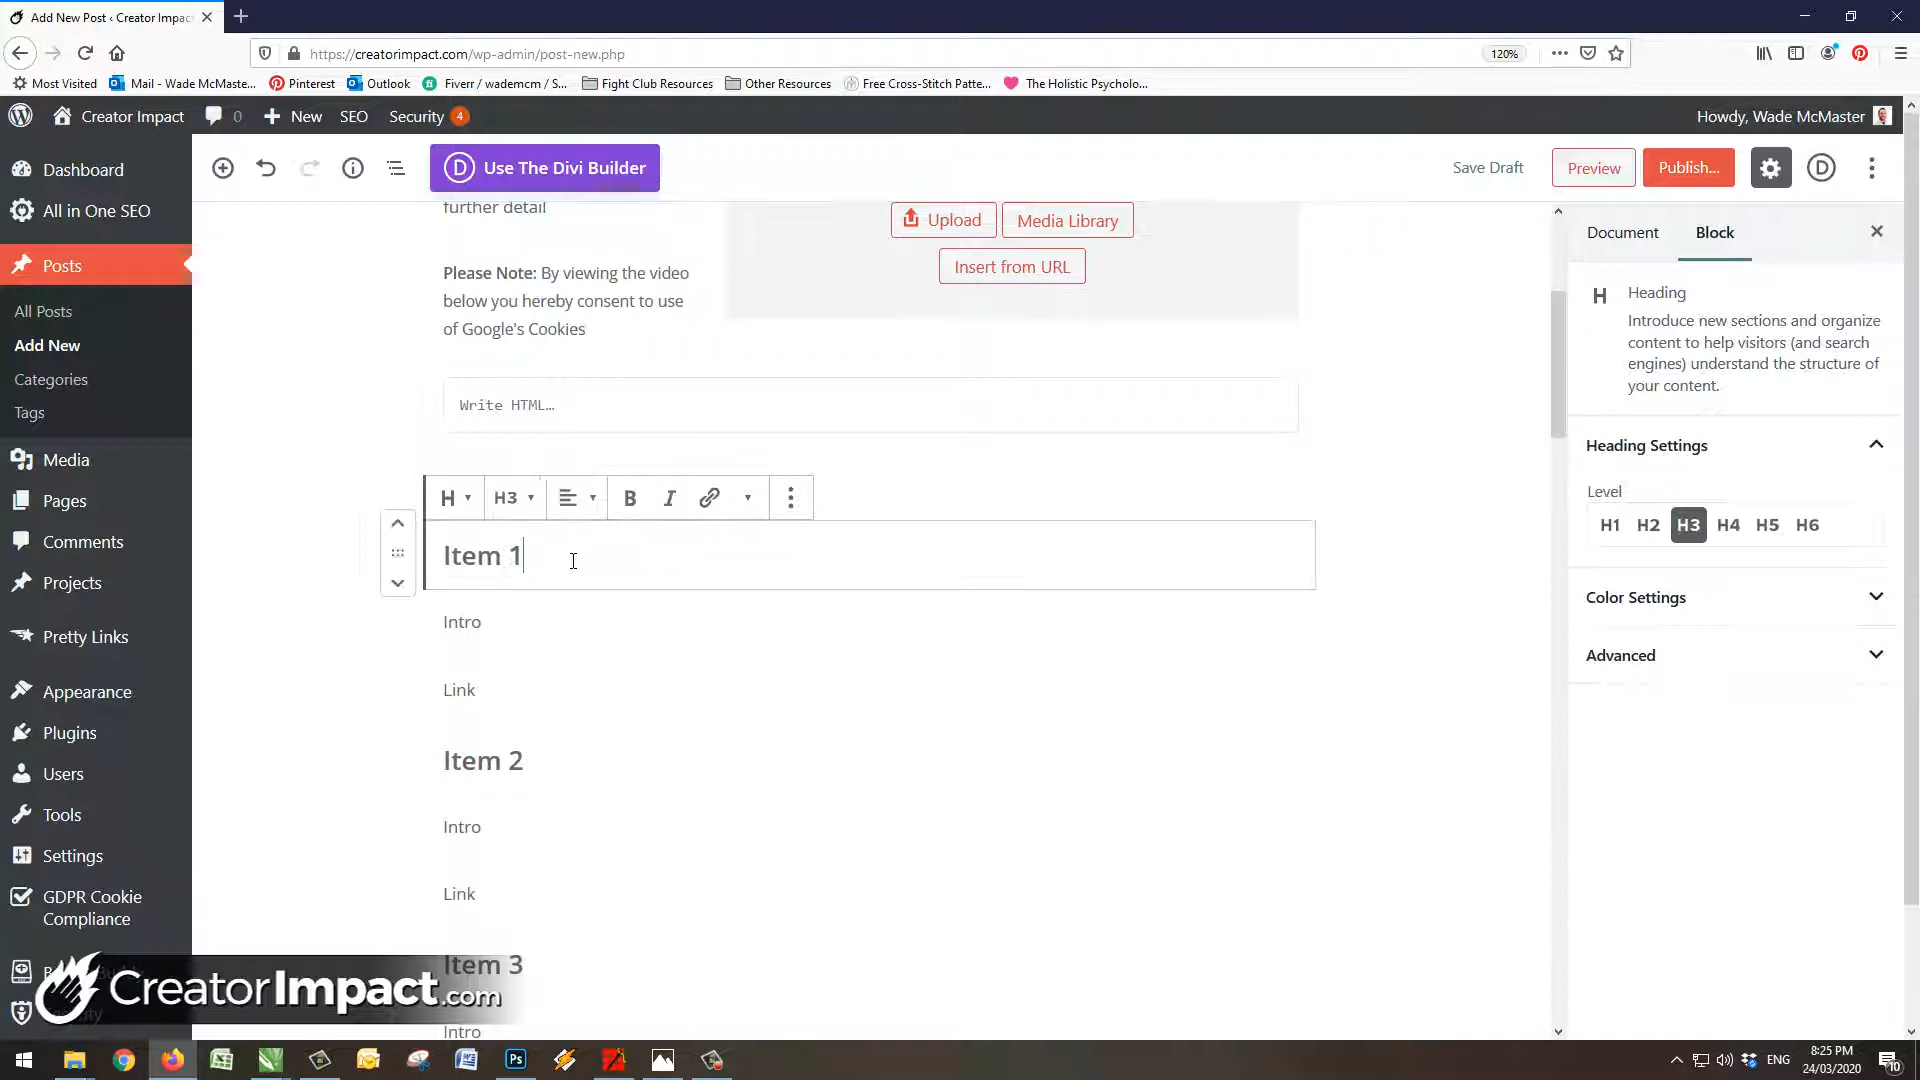 Add New Post ‹ Creator Impac
https://creatorimpact.com/wp-admin/post-new.php
120%
Most Visited
Mail - Wade McMaste...
Pinterest
Outlook
Fiverr / wademcm / S...
Fight Club Resources
Other Resources
Free Cross-Stitch Patte...
The Holistic Psycholo...
Creator Impact
0
New
SEO
Security
4
Howdy, Wade McMaster
Dashboard
All in One SEO
Posts
All Posts
Add New
Categories
Tags
Media
Pages
Comments
Projects
Pretty Links
Appearance
Plugins
Users
Tools
Settings
GDPR Cookie
Compliance
D
Use The Divi Builder
Save Draft
Preview
Publish...
D
further detail
Please Note: By viewing the video
below you hereby consent to use
of Google's Cookies
Upload
Media Library
Insert from URL
Write HTML…
H
H3
B
I
Item 1
Intro
Link
Item 2
Intro
Link
Item 3
Intro
Document
Block
H
Heading
Introduce new sections and organize
content to help visitors (and search
engines) understand the structure of
your content.
Heading Settings
Level
H1 H2 H3 H4 H5 H6
Color Settings
Advanced
CreatorImpact.com
Ps
ENG
8:25 PM
24/03/2020
10